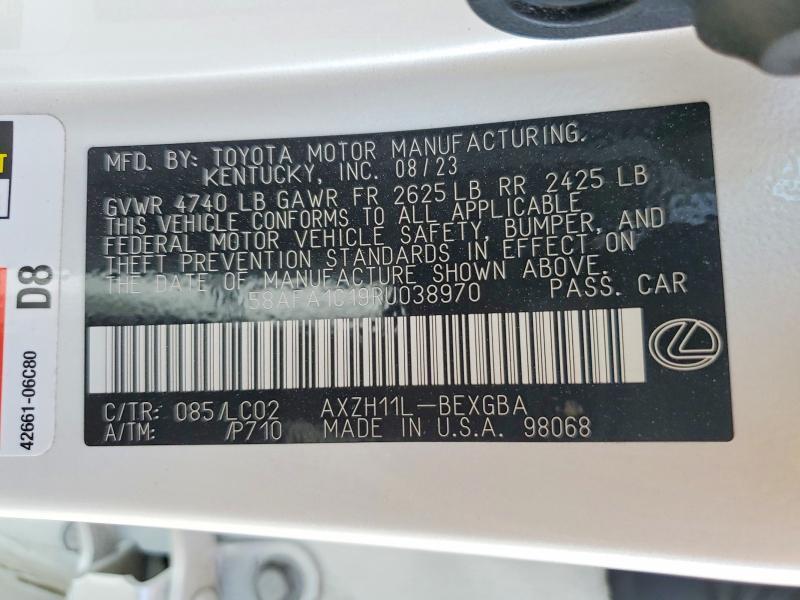 MFD. BY: TOYOTA MOTOR MANUFACTURING.
KENTUCKY, INC. 08/23
GVWR 4740 LB GAWR FR 2625 LB RR 2425 LB
THIS VEHICLE CONFORMS TO ALL APPLICABLE
FEDERAL MOTOR VEHICLE SAFETY, BUMPER, AND
THEFT PREVENTION STANDARDS IN EFFECT ON
THE DATE OF MANUFACTURE SHOWN ABOVE.
58AFA1C19RU038970 PASS. CAR
C/TR: 085/LC02 AXZH11L-BEXGBA
A/TM: /P710 MADE IN U.S.A. 98068
D8
42661-06C80